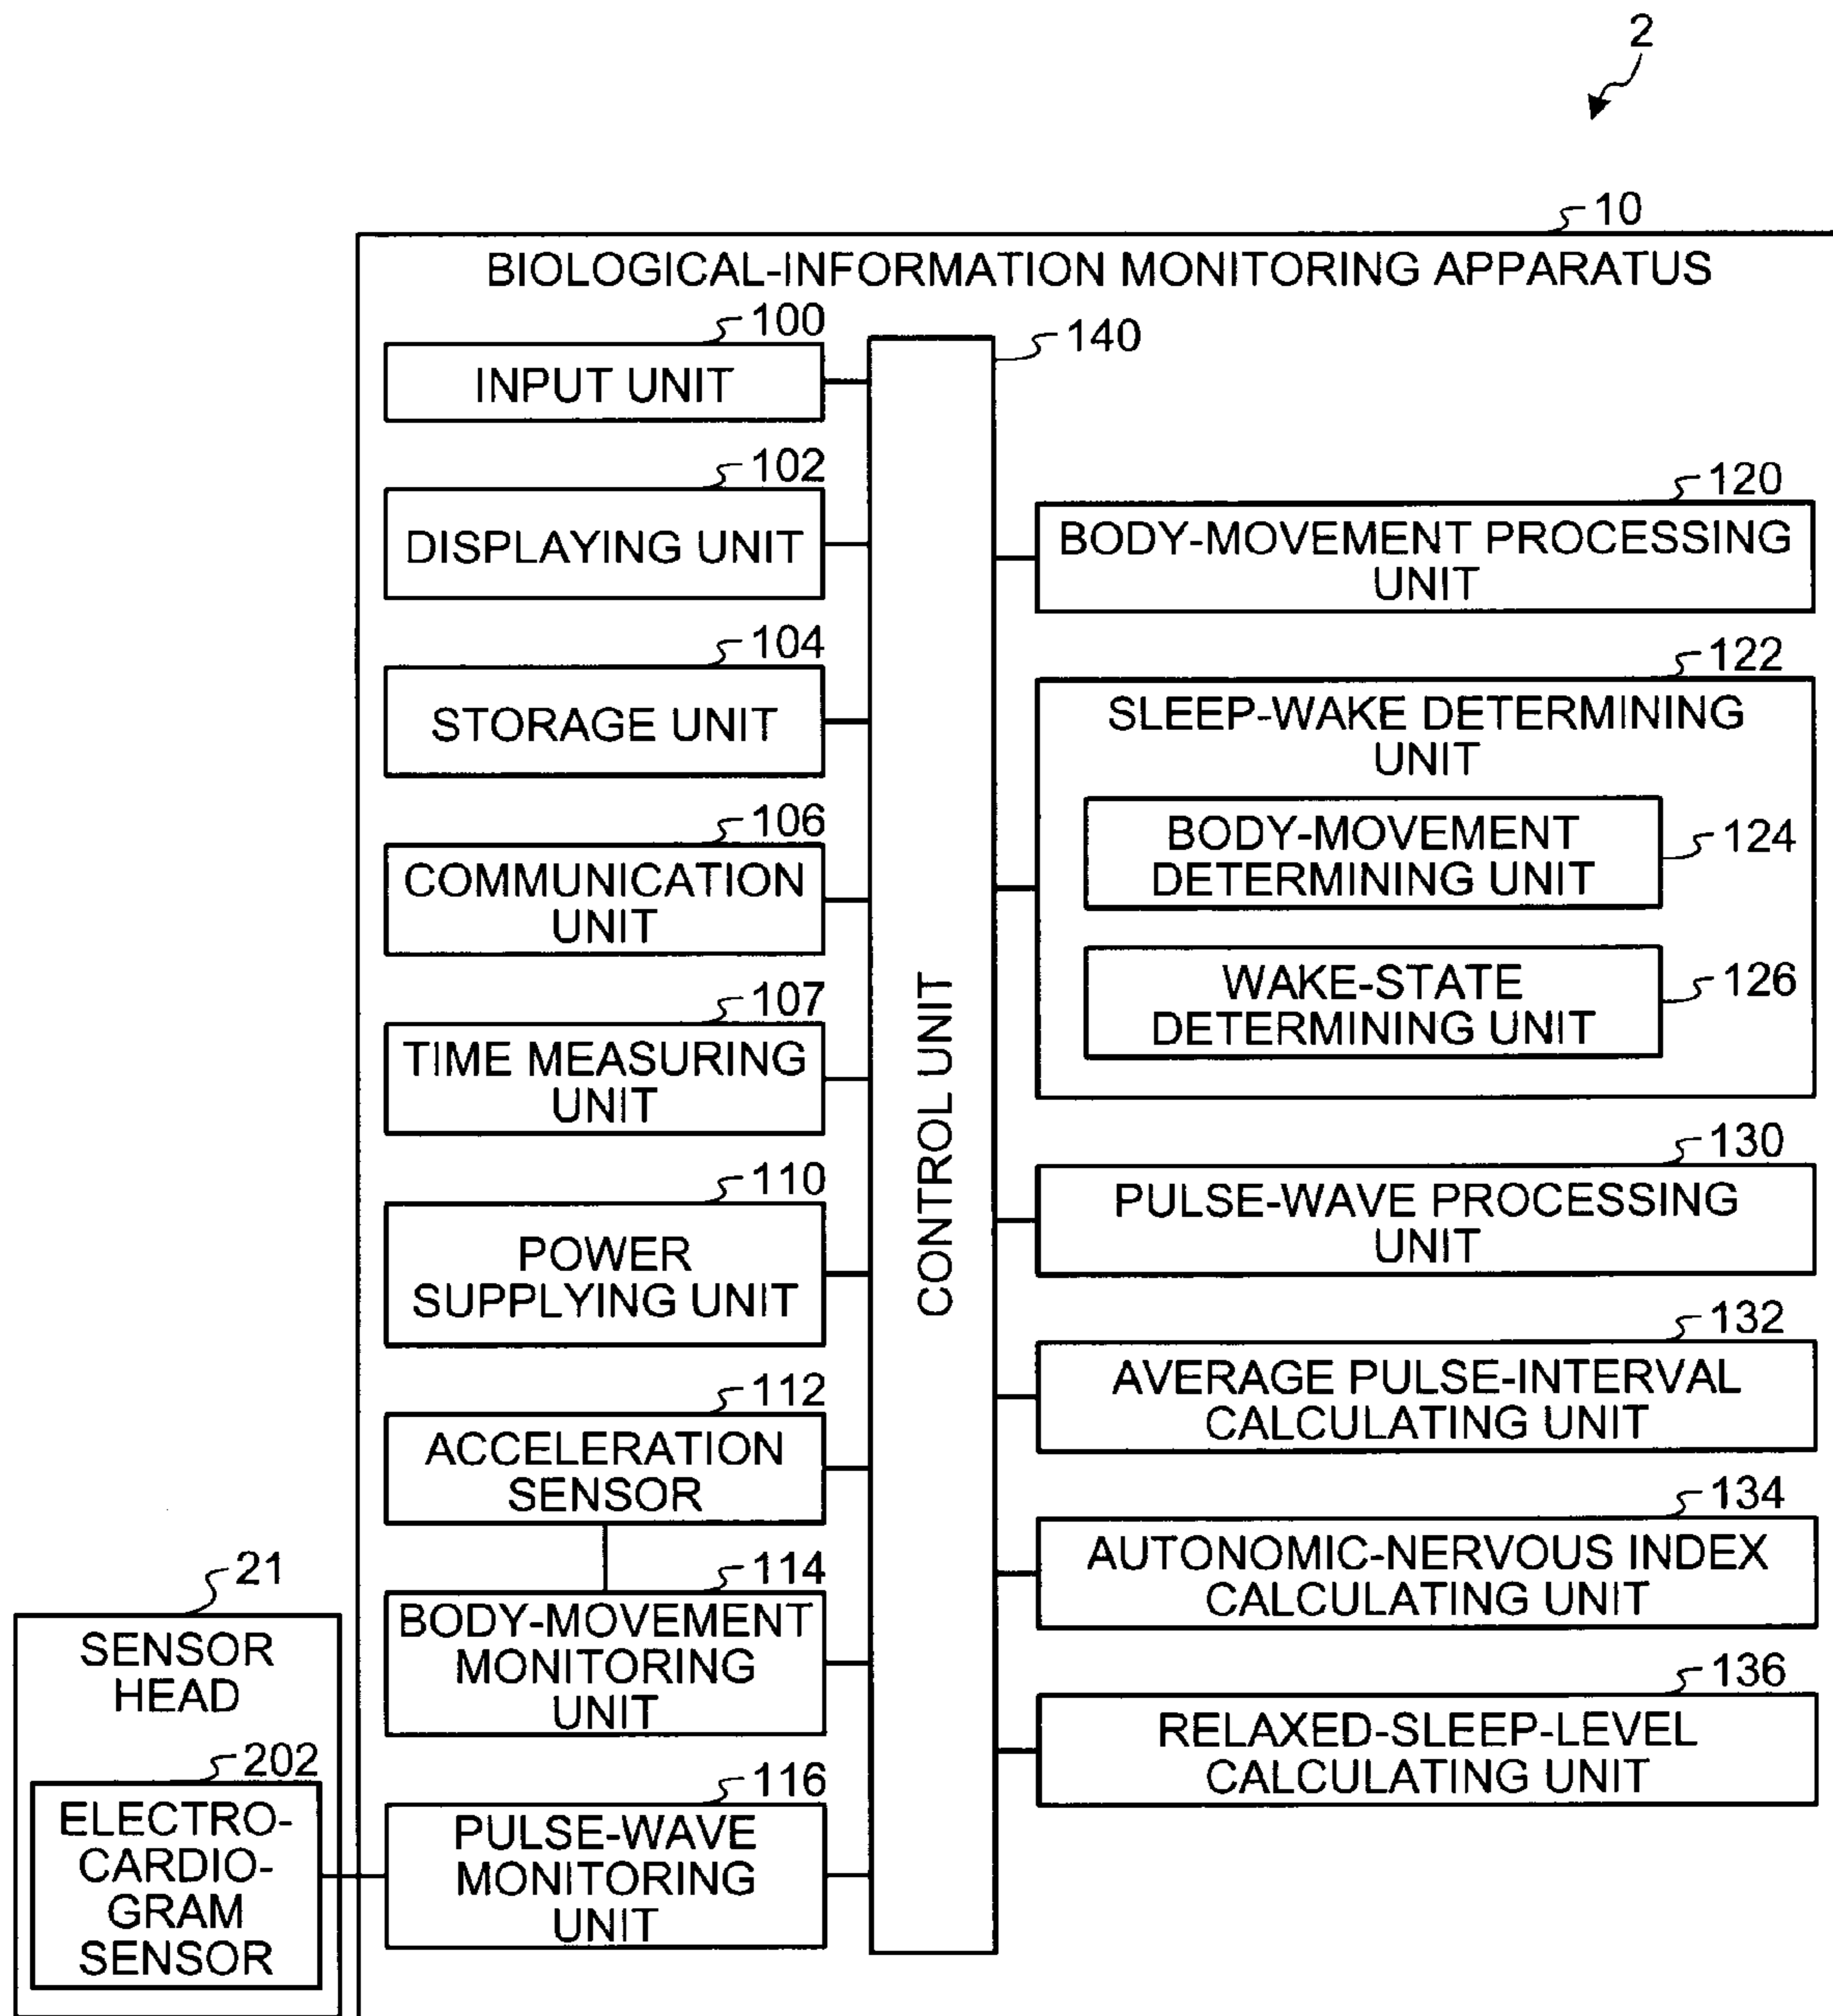 2
10
BIOLOGICAL-INFORMATION MONITORING APPARATUS
100
INPUT UNIT
102
DISPLAYING UNIT
104
STORAGE UNIT
106
COMMUNICATION
UNIT
107
TIME MEASURING
UNIT
110
POWER
SUPPLYING UNIT
112
ACCELERATION
SENSOR
114
BODY-MOVEMENT
MONITORING
UNIT
116
PULSE-WAVE
MONITORING
UNIT
21
SENSOR
HEAD
202
ELECTRO-
CARDIO-
GRAM
SENSOR
140
CONTROL UNIT
120
BODY-MOVEMENT PROCESSING
UNIT
122
SLEEP-WAKE DETERMINING
UNIT
BODY-MOVEMENT
DETERMINING UNIT
124
WAKE-STATE
DETERMINING UNIT
126
130
PULSE-WAVE PROCESSING
UNIT
132
AVERAGE PULSE-INTERVAL
CALCULATING UNIT
134
AUTONOMIC-NERVOUS INDEX
CALCULATING UNIT
136
RELAXED-SLEEP-LEVEL
CALCULATING UNIT